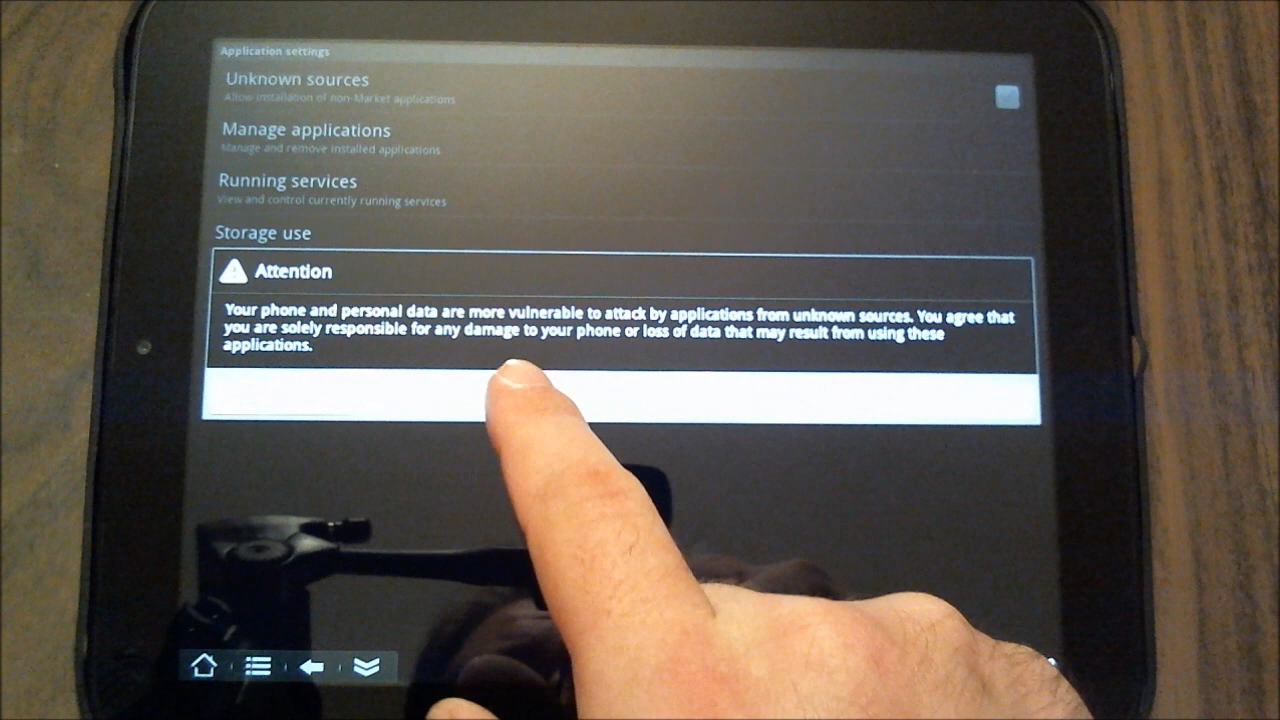 Application settings
Unknown sources
Allow installation of non-Market applications
Manage applications
Manage and remove installed applications
Running services
View and control currently running services
Storage use
Attention
Your phone and personal data are more vulnerable to attack by applications from unknown sources. You agree that
you are solely responsible for any damage to your phone or loss of data that may result from using these
applications.